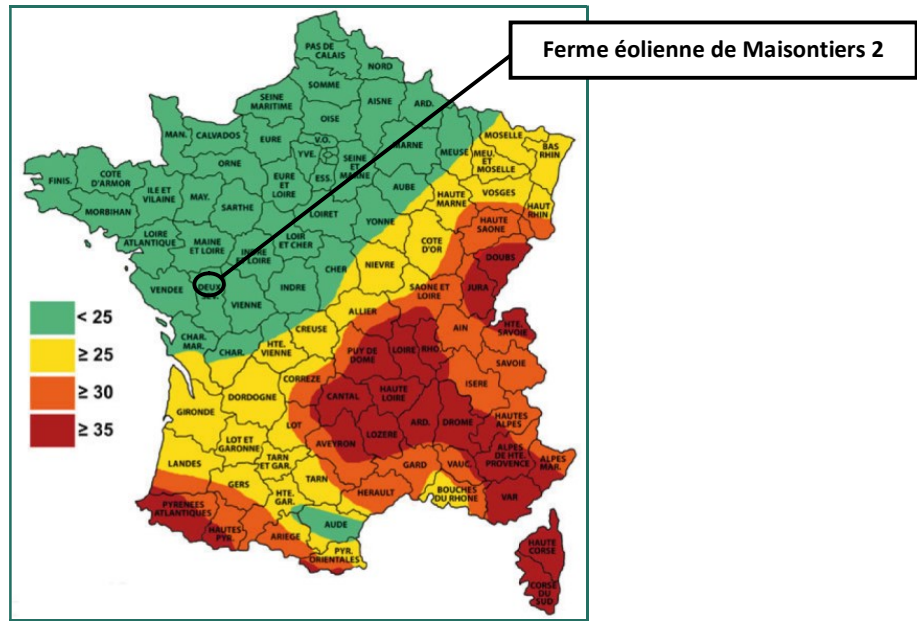 Ferme éolienne de Maisontiers 2
PAS DE
CALAIS
NORD
SOMME
SEINE
MARITIME
AISNE
ARD.
OISE
MAN.
CALVADOS
EURE
V.O.
MARNE
MEUSE
MOSELLE
MEU.
ET
MOSELLE
BAS
RHIN
ORNE
YVE.
ESS.
SEINE
ET
MARNE
FINIS.
COTE
D'ARMOR
ILE ET
VILAINE
MAY.
EURE
ET
LOIRE
AUBE
HAUTE
MARNE
VOSGES
HAUT
RHIN
MORBIHAN
SARTHE
LOIRET
YONNE
HAUTE
SAONE
LOIRE
ATLANTIQUE
MAINE
ET LOIRE
INDRE
ET LOIRE
LOIR
ET CHER
COTE
D'OR
DOUBS
CHER
NIEVRE
VENDEE
DEUX
VIENNE
INDRE
SAONE ET
LOIRE
JURA
< 25
≥ 25
≥ 30
≥ 35
CHAR.
MAR.
CHAR.
HTE.
VIENNE
CREUSE
ALLIER
AIN
HTE.
SAVOIE
PUY DE
DOME
LOIRE
RHO.
SAVOIE
CORREZE
ISERE
GIRONDE
DORDOGNE
CANTAL
HAUTE
LOIRE
LOT
ARD.
DROME
HAUTES
ALPES
LOT ET
GARONNE
AVEYRON
LOZERE
LANDES
TARN
ET GAR.
TARN
GARD
VAUC.
ALPES
DE HTE.
PROVENCE
ALPES
MAR.
GERS
HTE.
GAR.
HERAULT
BOUCHES
DU RHONE
VAR
PYRENEES
ATLANTIQUES
HAUTES
PYR.
ARIEGE
AUDE
PYR.
ORIENTALES
HAUTE
CORSE
CORSE
DU
SUD